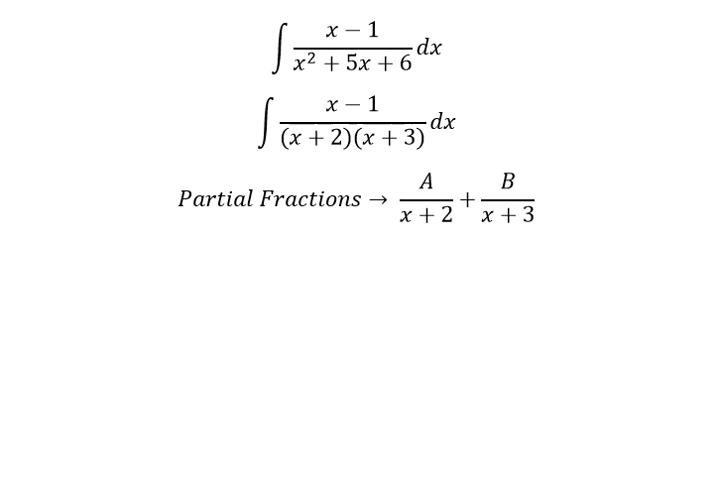 ∫ (x − 1)/(x² + 5x + 6) dx
∫ (x − 1)/((x + 2)(x + 3)) dx
Partial Fractions → A/(x + 2) + B/(x + 3)